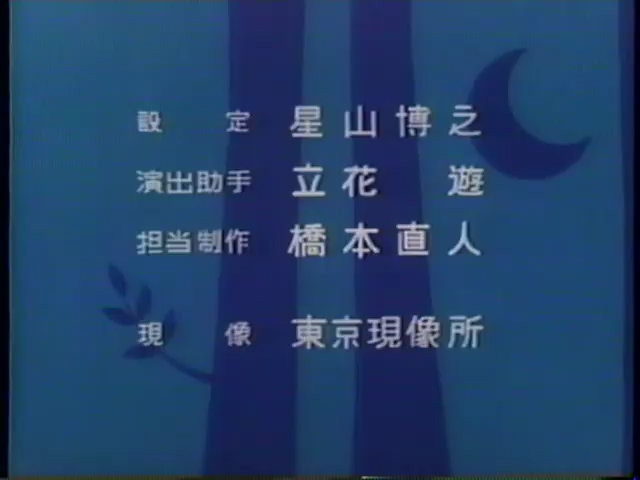 設定 星山博之
演出助手 立花 遊
担当制作 橋本直人
現像 東京現像所